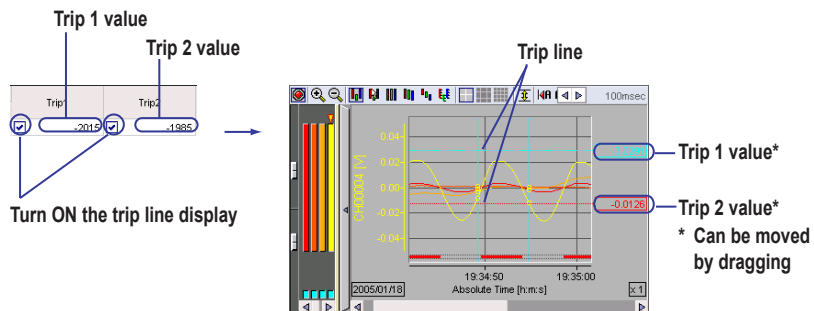 Trip 1 value
Trip 2 value
Trip1
Trip2
-2015
-1985
Turn ON the trip line display
Trip line
100msec
CH00004 [V]
0.04
0.02
0.00
-0.02
-0.04
-0.0126
19:34:50
19:35:00
2005/01/18
Absolute Time [h:m:s]
x 1
Trip 1 value*
Trip 2 value*
* Can be moved
by dragging